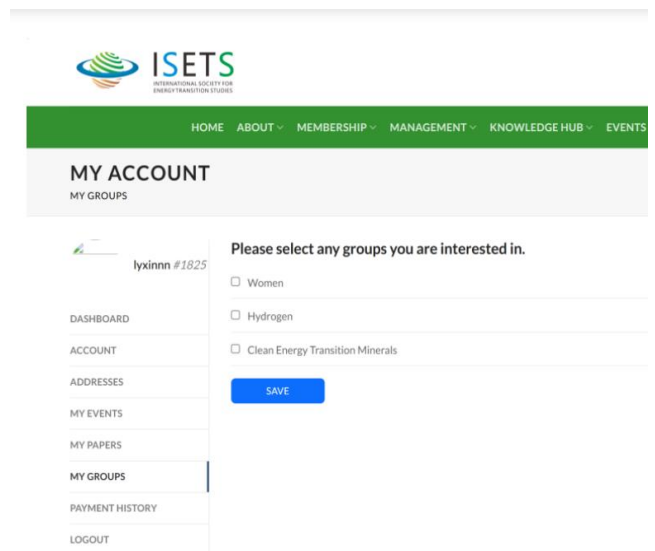 ISETS
INTERNATIONAL SOCIETY FOR
ENERGY TRANSITION STUDIES
HOME ABOUT MEMBERSHIP MANAGEMENT KNOWLEDGE HUB EVENTS
MY ACCOUNT
MY GROUPS
lyxinnn #1825
DASHBOARD
ACCOUNT
ADDRESSES
MY EVENTS
MY PAPERS
MY GROUPS
PAYMENT HISTORY
LOGOUT
Please select any groups you are interested in.
Women
Hydrogen
Clean Energy Transition Minerals
SAVE